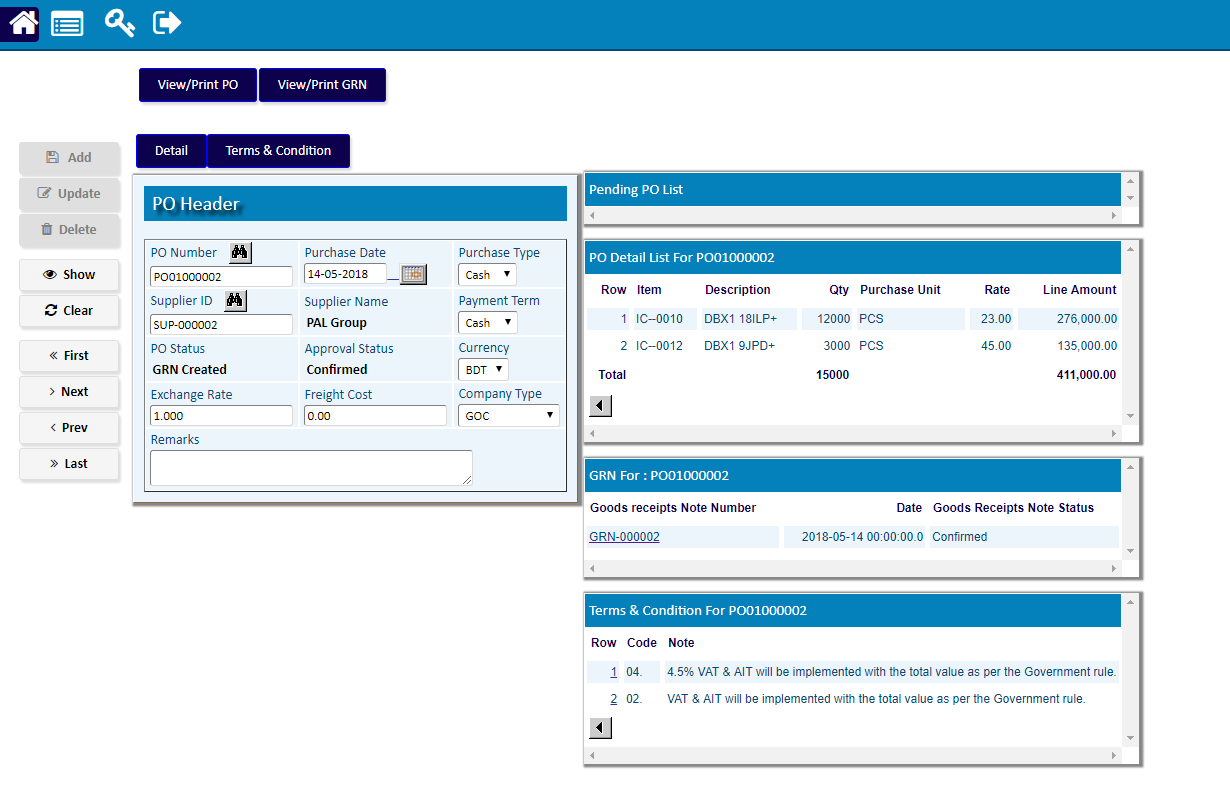 View/Print PO View/Print GRN
Detail Terms & Condition
Add
Update
Delete
Show
Clear
First
Next
Prev
Last
PO Header
PO Number Purchase Date Purchase Type
PO01000002 14-05-2018 Cash
Supplier ID Supplier Name Payment Term
SUP-000002 PAL Group Cash
PO Status Approval Status Currency
GRN Created Confirmed BDT
Exchange Rate Freight Cost Company Type
1.000 0.00 GOC
Remarks
Pending PO List
PO Detail List For PO01000002
Row Item Description Qty Purchase Unit Rate Line Amount
1 IC--0010 DBX1 18ILP+ 12000 PCS 23.00 276,000.00
2 IC--0012 DBX1 9JPD+ 3000 PCS 45.00 135,000.00
Total 15000 411,000.00
GRN For : PO01000002
Goods receipts Note Number Date Goods Receipts Note Status
GRN-000002 2018-05-14 00:00:00.0 Confirmed
Terms & Condition For PO01000002
Row Code Note
1 04. 4.5% VAT & AIT will be implemented with the total value as per the Government rule.
2 02. VAT & AIT will be implemented with the total value as per the Government rule.